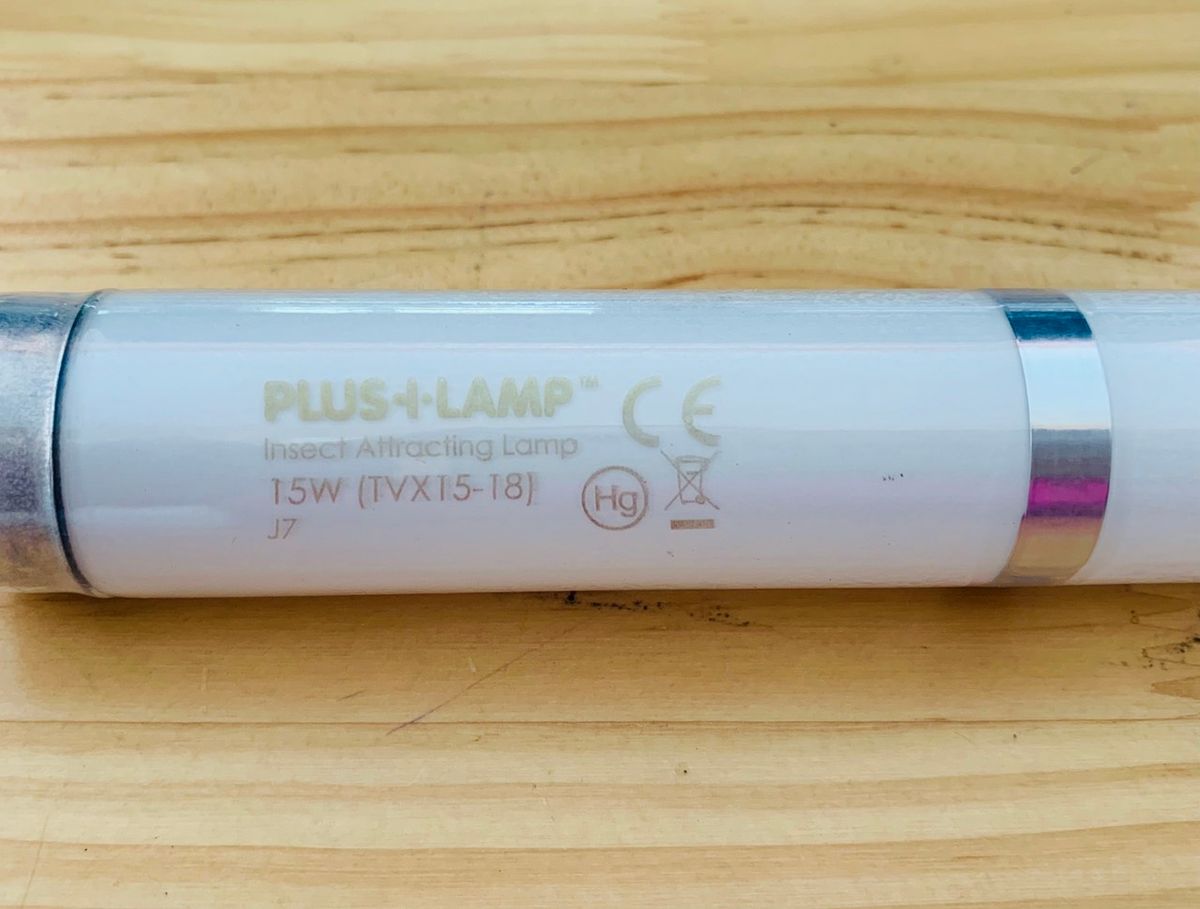 PLUS+LAMP™ CE
Insect Attracting Lamp
15W (TVX15-18) Hg
J7